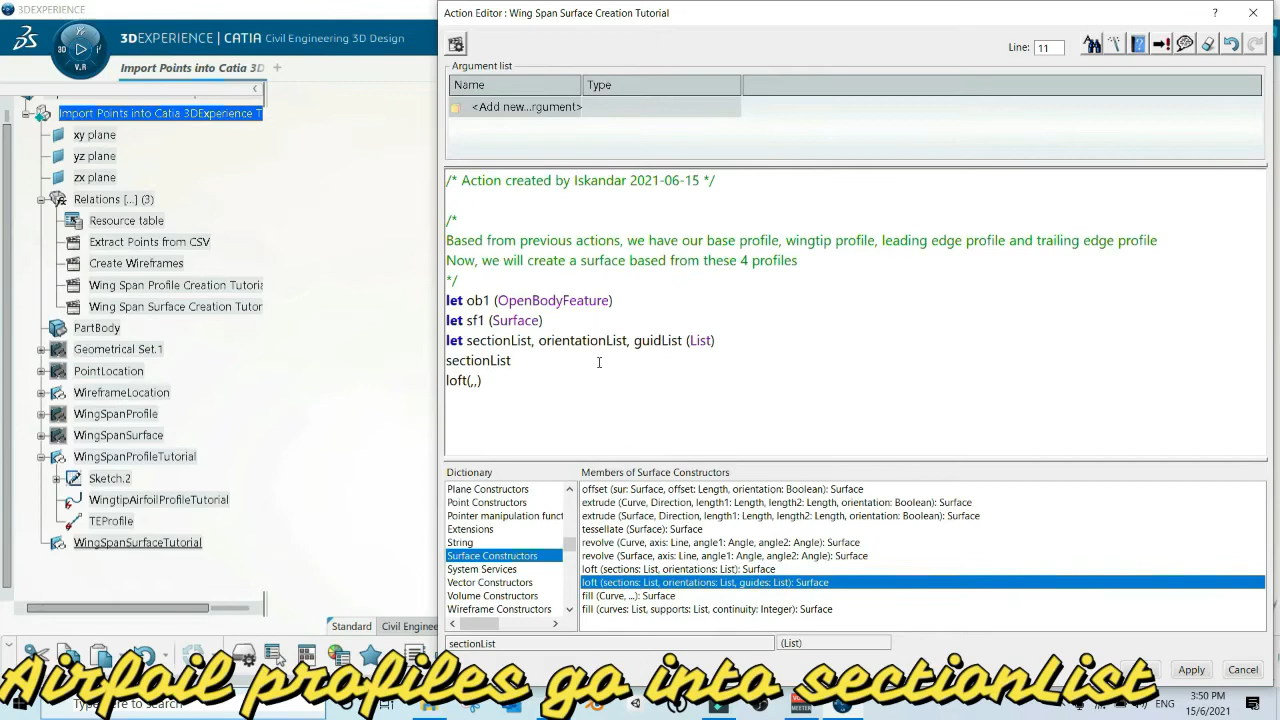 3DEXPERIENCE
3DEXPERIENCE | CATIA Civil Engineering 3D Design
3D
V.R
Import Points into Catia 3D
Import Points into Catia 3DExperience T
xy plane
yz plane
zx plane
Relations [...] (3)
Resource table
Extract Points from CSV
Create Wireframes
Wing Span Profile Creation Tutoria
Wing Span Surface Creation Tutor
PartBody
Geometrical Set.1
PointLocation
WireframeLocation
WingSpanProfile
WingSpanSurface
WingSpanProfileTutorial
Sketch.2
WingtipAirfoilProfileTutorial
TEProfile
WingSpanSurfaceTutorial
Standard Civil Enginee
Action Editor : Wing Span Surface Creation Tutorial
Line: 11
Argument list
Name Type
<Add new...rgument>
/* Action created by Iskandar 2021-06-15 */
/*
Based from previous actions, we have our base profile, wingtip profile, leading edge profile and trailing edge profile
Now, we will create a surface based from these 4 profiles
*/
let ob1 (OpenBodyFeature)
let sf1 (Surface)
let sectionList, orientationList, guidList (List)
sectionList
loft(,,)
Dictionary
Plane Constructors
Point Constructors
Pointer manipulation funct
Extensions
String
Surface Constructors
System Services
Vector Constructors
Volume Constructors
Wireframe Constructors
Members of Surface Constructors
offset (sur: Surface, offset: Length, orientation: Boolean): Surface
extrude (Curve, Direction, length1: Length, length2: Length, orientation: Boolean): Surface
extrude (Surface, Direction, length1: Length, length2: Length, orientation: Boolean): Surface
tessellate (Surface): Surface
revolve (Curve, axis: Line, angle1: Angle, angle2: Angle): Surface
revolve (Surface, axis: Line, angle1: Angle, angle2: Angle): Surface
loft (sections: List, orientations: List): Surface
loft (sections: List, orientations: List, guides: List): Surface
fill (Curve, ...): Surface
fill (curves: List, supports: List, continuity: Integer): Surface
sectionList (List)
Apply Cancel
Airfoil profiles go into sectionList
3:50 PM
15/6/2021